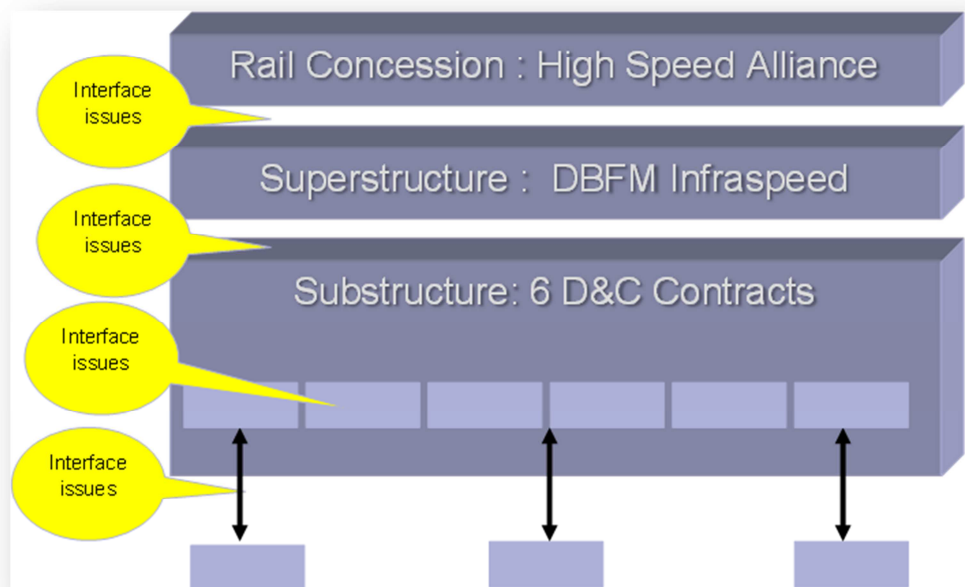 Rail Concession : High Speed Alliance
Interface
issues
Superstructure :  DBFM Infraspeed
Interface
issues
Substructure: 6 D&C Contracts
Interface
issues
Interface
issues